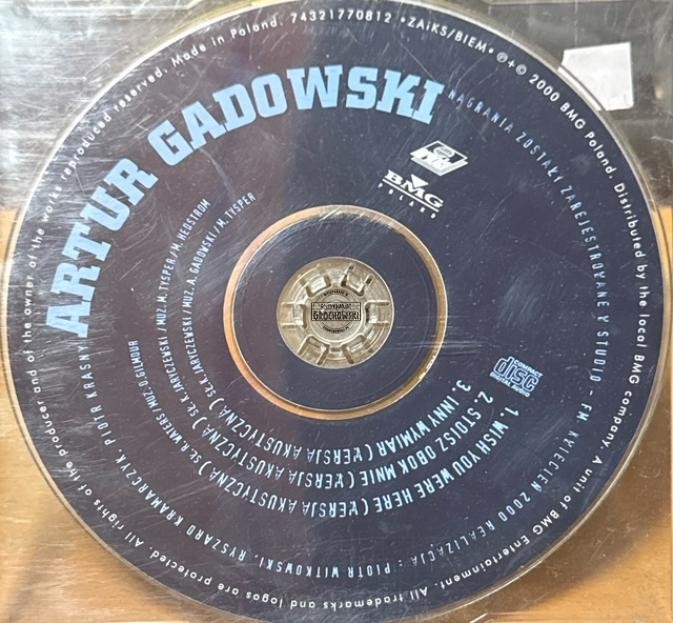 ARTUR GADOWSKI
NAGRANIA ZOSTAŁY ZAREJESTROWANE W STUDIO - FM. KWIECIEŃ 2000 REALIZACJA : PIOTR WITKOWSKI, RYSZARD KRAMARCZYK, PIOTR KRASNY
BMG
POLAND
COMPACT
disc
DIGITAL AUDIO
1. WISH YOU WERE HERE ( WERSJA AKUSTYCZNA ) SŁ. R. WATERS / MUZ. D. GILMOUR
2. STOISZ OBOK MNIE ( WERSJA AKUSTYCZNA ) SŁ. K. JARYCZEWSKI / MUZ. M. TYSPER / M. HEDSTROM
3. INNY WYMIAR ( WERSJA AKUSTYCZNA ) SŁ. K. JARYCZEWSKI / MUZ. A. GADOWSKI / M. TYSPER
GROCHOWSKI
74321770812 •ZAiKS/BIEM• ℗+© 2000 BMG Poland. Distributed by the local BMG company. A unit of BMG Entertainment. All trademarks and logos are protected. All rights of the producer and of the owner of the works reproduced reserved. Made in Poland.